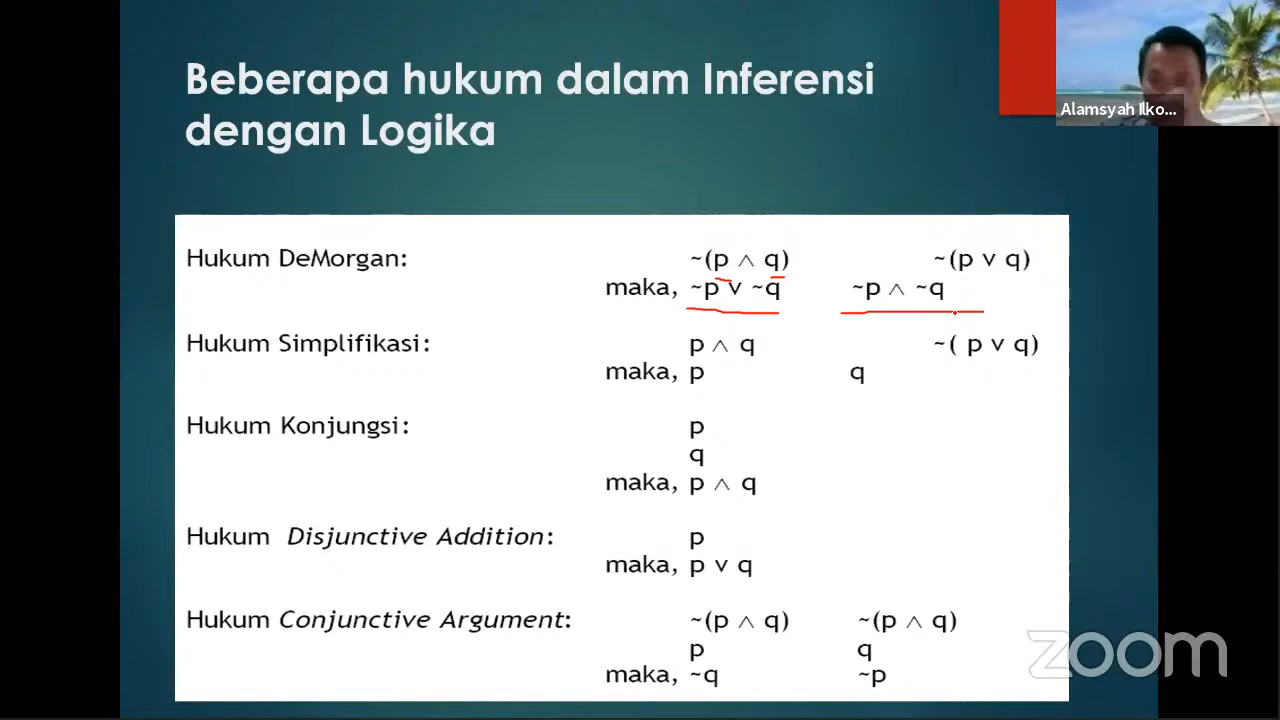 Beberapa hukum dalam Inferensi
dengan Logika
Alamsyah Ilko...
Hukum DeMorgan: ~(p ∧ q) ~(p v q)
maka, ~p v ~q ~p ∧ ~q
Hukum Simplifikasi: p ∧ q ~( p v q)
maka, p q
Hukum Konjungsi: p
q
maka, p ∧ q
Hukum Disjunctive Addition: p
maka, p v q
Hukum Conjunctive Argument: ~(p ∧ q) ~(p ∧ q)
p q
maka, ~q ~p
zoom